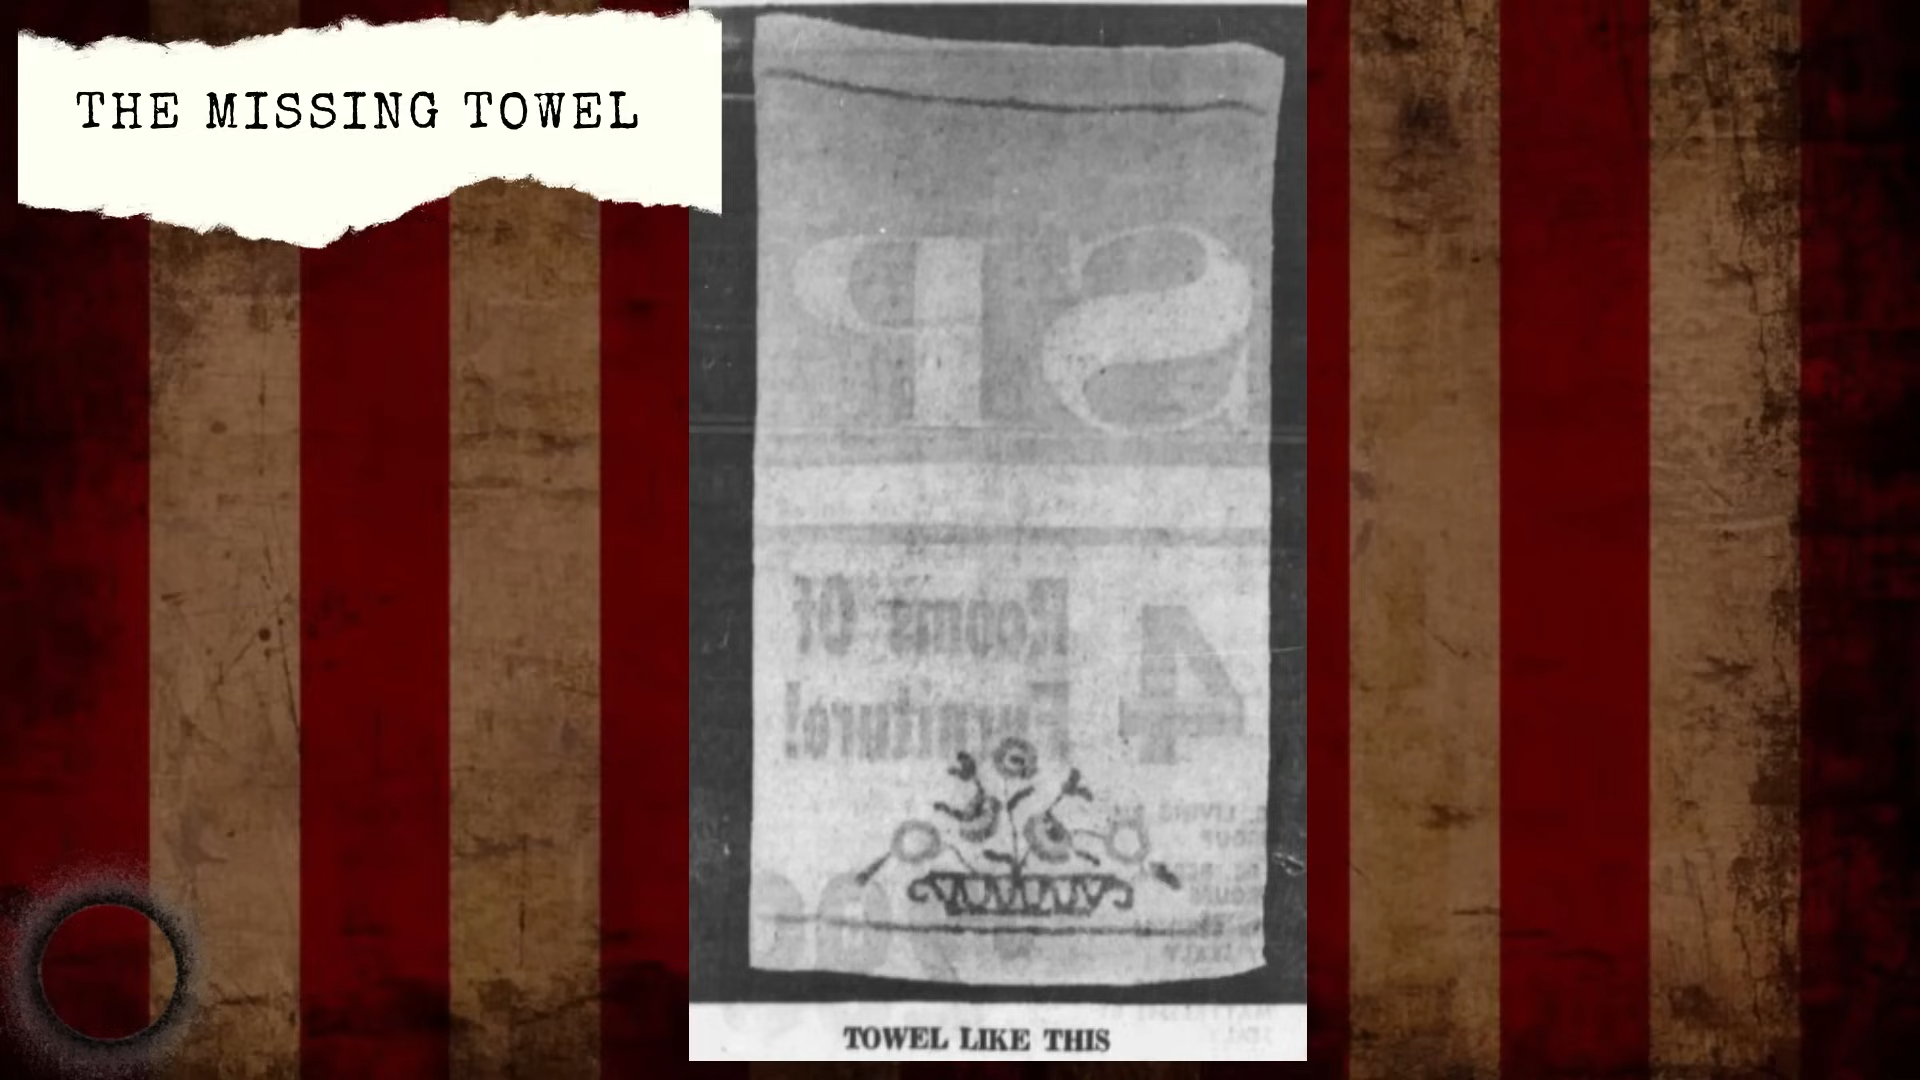 THE MISSING TOWEL
SP
4
Rooms Of
Furniture!
TOWEL LIKE THIS